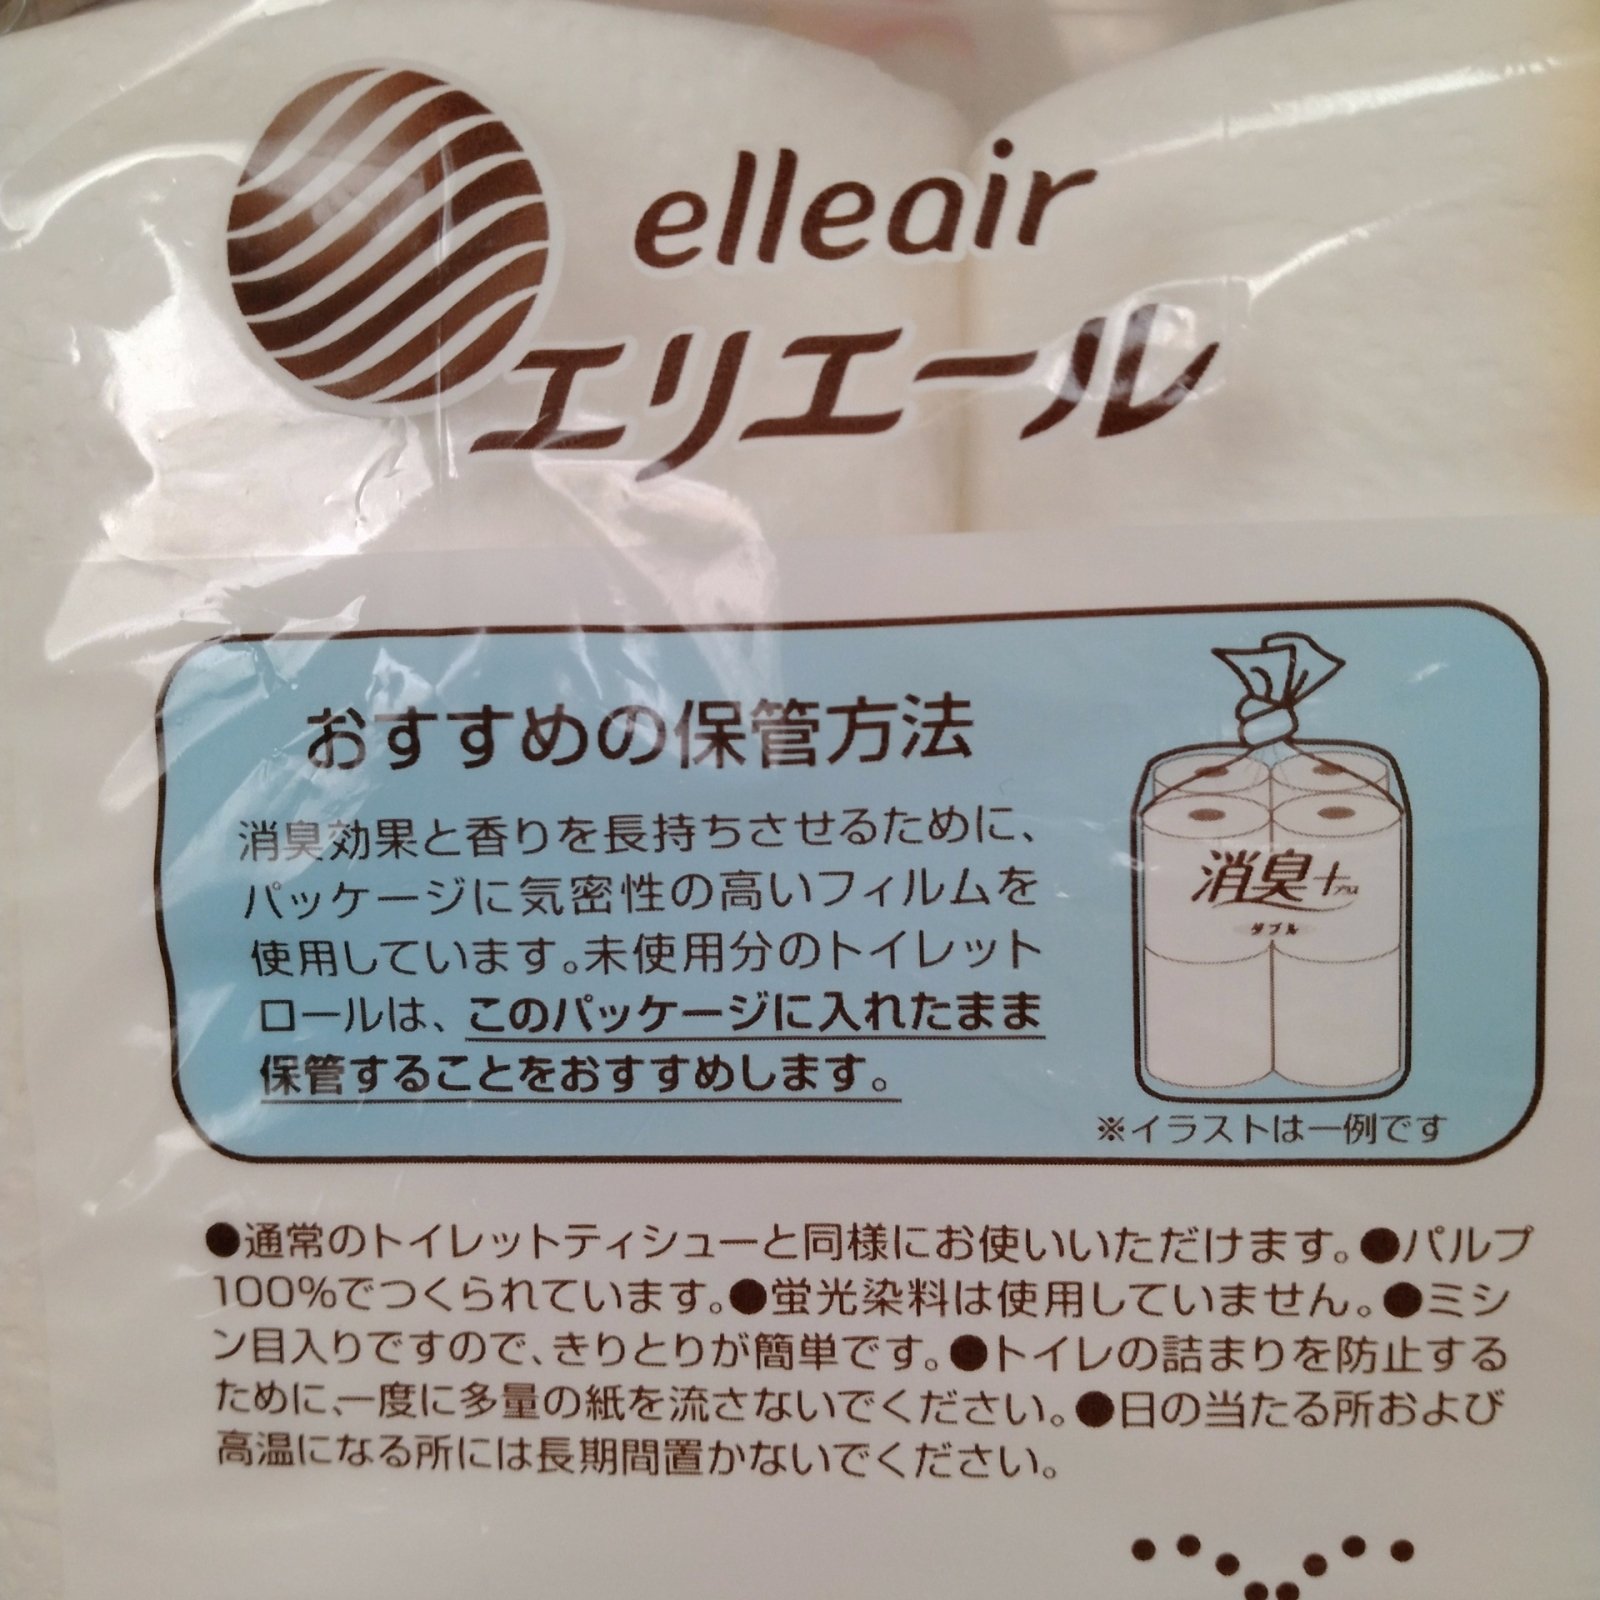 elleair
エリエール
おすすめの保管方法
消臭効果と香りを長持ちさせるために、
パッケージに気密性の高いフィルムを
使用しています。未使用分のトイレット
ロールは、このパッケージに入れたまま
保管することをおすすめします。
消臭+
プラス
ダブル
※イラストは一例です
●通常のトイレットティシューと同様にお使いいただけます。●パルプ
100%でつくられています。●蛍光染料は使用していません。●ミシ
ン目入りですので、きりとりが簡単です。●トイレの詰まりを防止する
ために、一度に多量の紙を流さないでください。●日の当たる所および
高温になる所には長期間置かないでください。